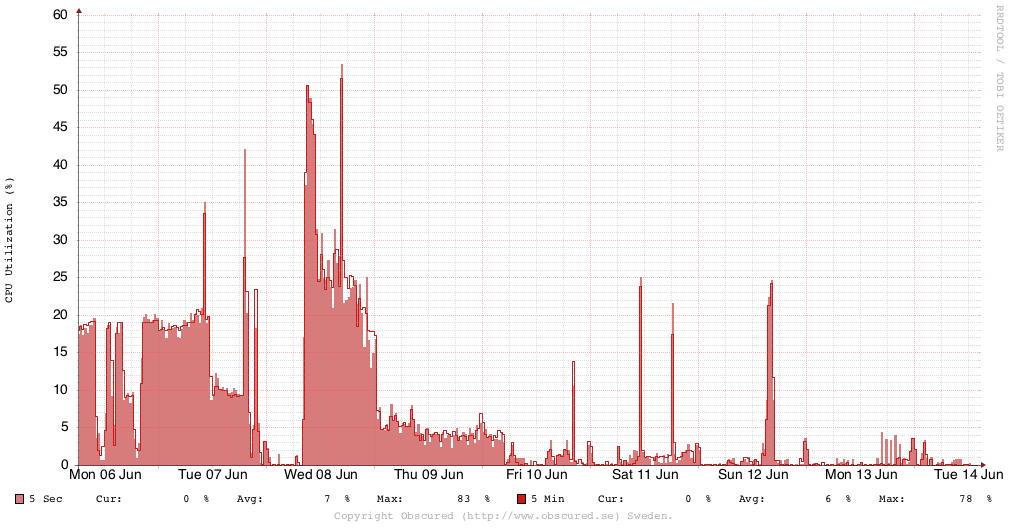 RRDTOOL / TOBI OETIKER
CPU Utilization (%)
60
55
50
45
40
35
30
25
20
15
10
5
0
Mon 06 Jun Tue 07 Jun Wed 08 Jun Thu 09 Jun Fri 10 Jun Sat 11 Jun Sun 12 Jun Mon 13 Jun Tue 14 Jun
5 Sec Cur: 0 % Avg: 7 % Max: 83 % 5 Min Cur: 0 % Avg: 6 % Max: 78 %
Copyright Obscured (http://www.obscured.se) Sweden.